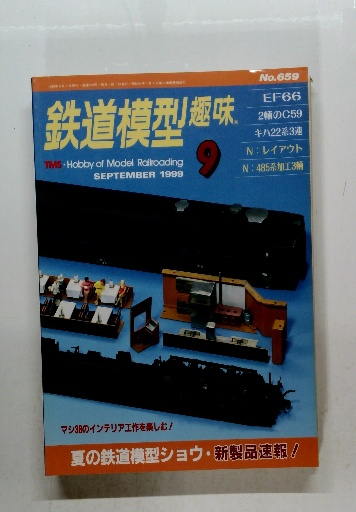 No.659
鉄道模型趣味
TMS・Hobby of Model Railroading
SEPTEMBER 1999
9
EF66
2輛のC59
キハ22系3連
N：レイアウト
N：485系加工3輛
マシ38のインテリア工作を楽しむ！
夏の鉄道模型ショウ・新製品速報！